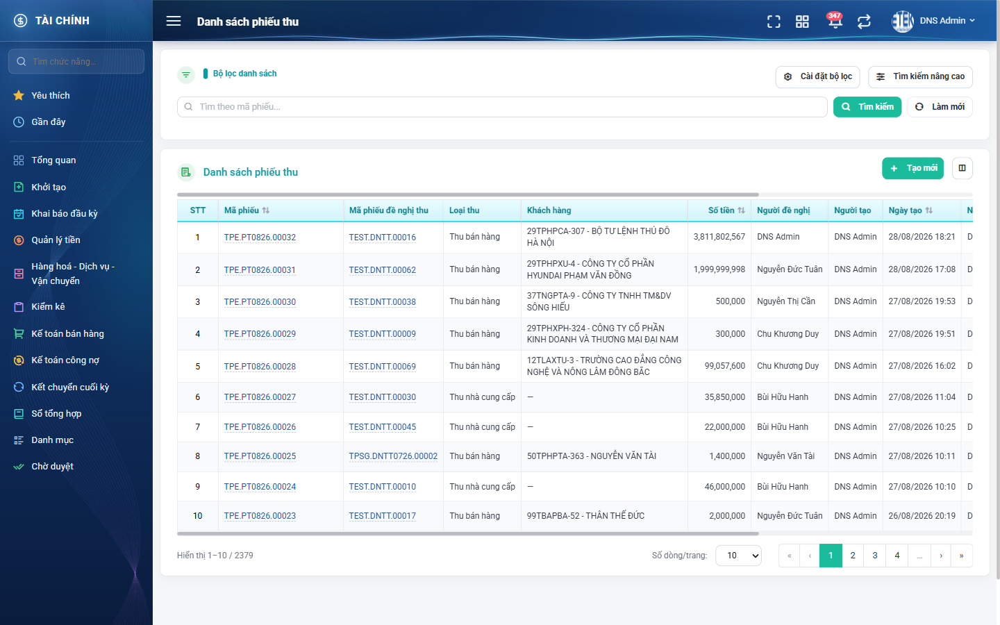 TÀI CHÍNH
Danh sách phiếu thu
347
DNS Admin
Tìm chức năng...
Yêu thích
Gần đây
Tổng quan
Khởi tạo
Khai báo đầu kỳ
Quản lý tiền
Hàng hoá - Dịch vụ -
Vận chuyển
Kiểm kê
Kế toán bán hàng
Kế toán công nợ
Kết chuyển cuối kỳ
Sổ tổng hợp
Danh mục
Chờ duyệt
Bộ lọc danh sách
Cài đặt bộ lọc
Tìm kiếm nâng cao
Tìm theo mã phiếu...
Tìm kiếm
Làm mới
Danh sách phiếu thu
Tạo mới
STT Mã phiếu Mã phiếu đề nghị thu Loại thu Khách hàng Số tiền Người đề nghị Người tạo Ngày tạo N
1 TPE.PT0826.00032 TEST.DNTT.00016 Thu bán hàng 29TPHPCA-307 - BỘ TƯ LỆNH THỦ ĐÔ 3,811,802,567 DNS Admin DNS Admin 28/08/2026 18:21 D
HÀ NỘI
2 TPE.PT0826.00031 TEST.DNTT.00062 Thu bán hàng 29TPHPXU-4 - CÔNG TY CỔ PHẦN 1,999,999,998 Nguyễn Đức Tuân DNS Admin 28/08/2026 17:08 D
HYUNDAI PHẠM VĂN ĐỒNG
3 TPE.PT0826.00030 TEST.DNTT.00038 Thu bán hàng 37TNGPTA-9 - CÔNG TY TNHH TM&DV 500,000 Nguyễn Thị Cần DNS Admin 27/08/2026 19:53 D
SÔNG HIẾU
4 TPE.PT0826.00029 TEST.DNTT.00009 Thu bán hàng 29TPHXPH-324 - CÔNG TY CỔ PHẦN 300,000 Chu Khương Duy DNS Admin 27/08/2026 19:51 D
KINH DOANH VÀ THƯƠNG MẠI ĐẠI NAM
5 TPE.PT0826.00028 TEST.DNTT.00069 Thu bán hàng 12TLAXTU-3 - TRƯỜNG CAO ĐẲNG CÔNG 99,057,600 Chu Khương Duy DNS Admin 27/08/2026 16:02 D
NGHỆ VÀ NÔNG LÂM ĐÔNG BẮC
6 TPE.PT0826.00027 TEST.DNTT.00030 Thu nhà cung cấp — 35,850,000 Bùi Hữu Hanh DNS Admin 27/08/2026 11:04 D
7 TPE.PT0826.00026 TEST.DNTT.00045 Thu nhà cung cấp — 22,000,000 Bùi Hữu Hanh DNS Admin 27/08/2026 10:25 D
8 TPE.PT0826.00025 TPSG.DNTT0726.00002 Thu bán hàng 50TPHPTA-363 - NGUYỄN VĂN TÀI 1,400,000 Nguyễn Văn Tài DNS Admin 27/08/2026 10:11 D
9 TPE.PT0826.00024 TEST.DNTT.00010 Thu nhà cung cấp — 46,000,000 Bùi Hữu Hanh DNS Admin 27/08/2026 10:10 D
10 TPE.PT0826.00023 TEST.DNTT.00017 Thu bán hàng 99TBAPBA-52 - THÂN THẾ ĐỨC 2,000,000 Nguyễn Đức Tuân DNS Admin 26/08/2026 20:19 D
Hiển thị 1–10 / 2379
Số dòng/trang: 10
« ‹ 1 2 3 4 ... › »